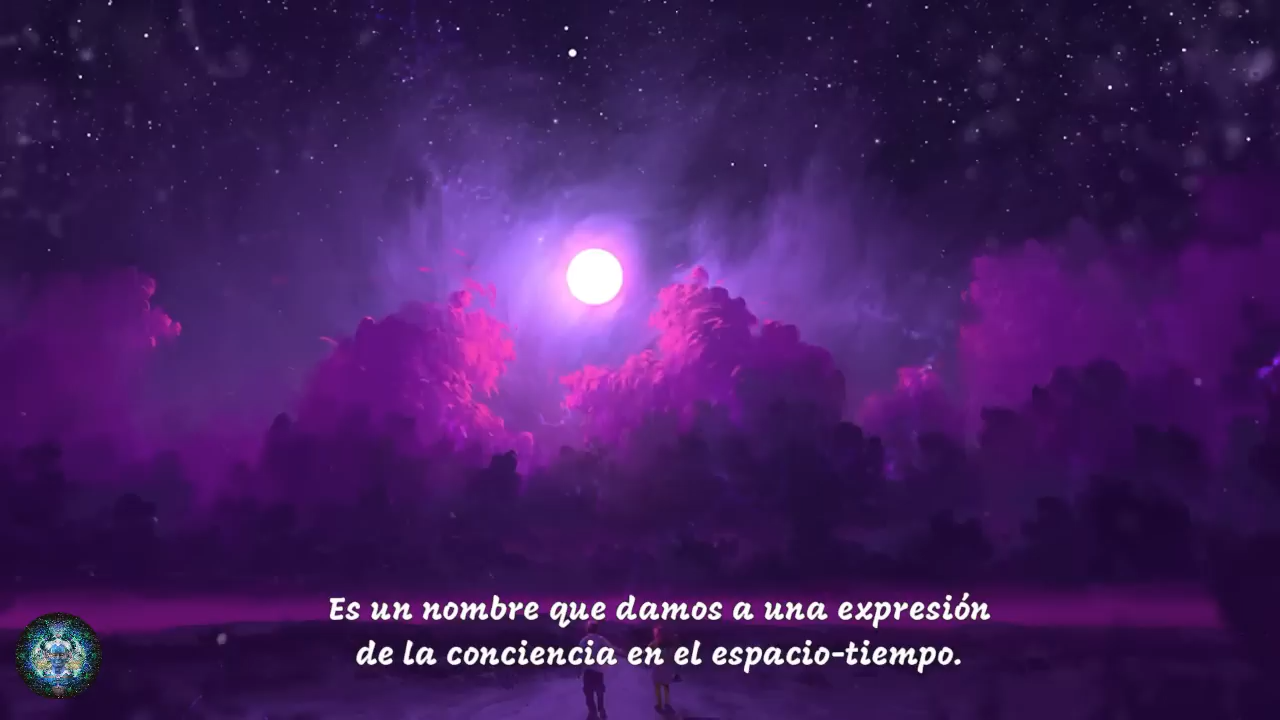 Es un nombre que damos a una expresión
de la conciencia en el espacio-tiempo.